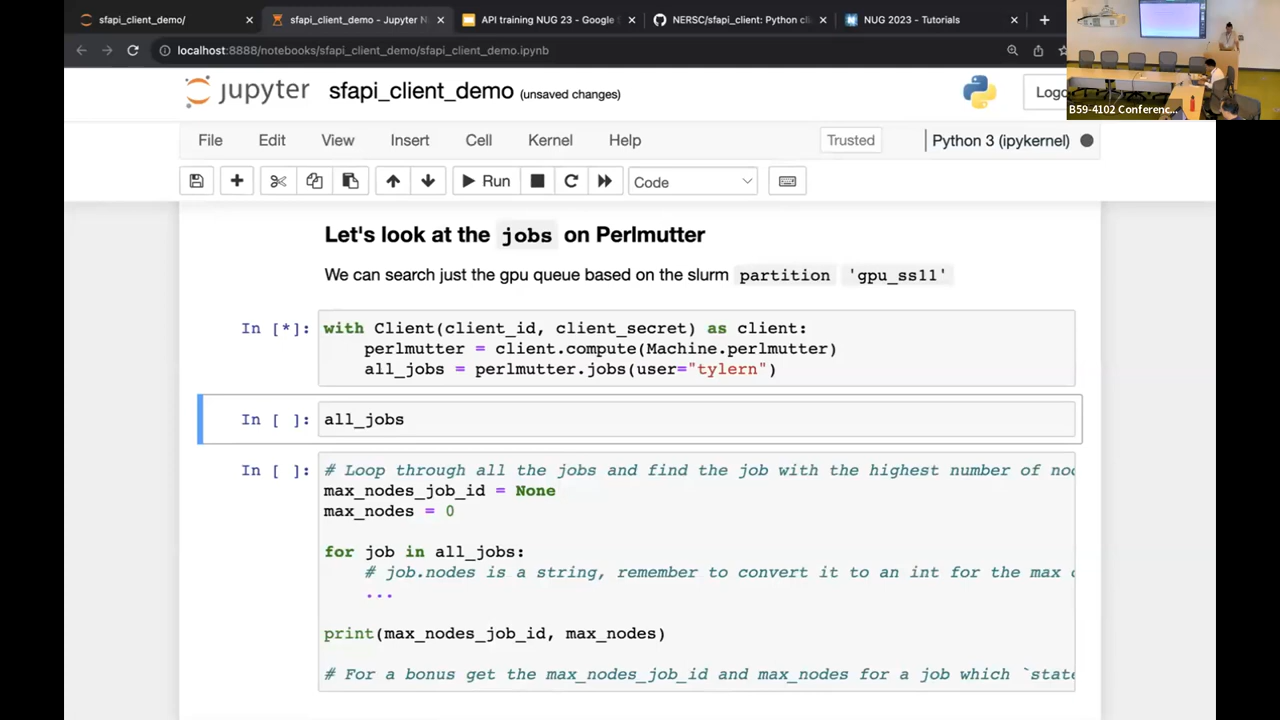 sfapi_client_demo/
sfapi_client_demo - Jupyter N
API training NUG 23 - Google S
NERSC/sfapi_client: Python cli
NUG 2023 - Tutorials
localhost:8888/notebooks/sfapi_client_demo/sfapi_client_demo.ipynb
B59-4102 Conferenc...
jupyter sfapi_client_demo (unsaved changes)
Logo
File Edit View Insert Cell Kernel Help Trusted Python 3 (ipykernel)
Run Code
Let's look at the jobs on Perlmutter
We can search just the gpu queue based on the slurm partition 'gpu_ss11'
In [*]: with Client(client_id, client_secret) as client:
perlmutter = client.compute(Machine.perlmutter)
all_jobs = perlmutter.jobs(user="tylern")
In [ ]: all_jobs
In [ ]: # Loop through all the jobs and find the job with the highest number of nod
max_nodes_job_id = None
max_nodes = 0
for job in all_jobs:
# job.nodes is a string, remember to convert it to an int for the max c
...
print(max_nodes_job_id, max_nodes)
# For a bonus get the max_nodes_job_id and max_nodes for a job which `state